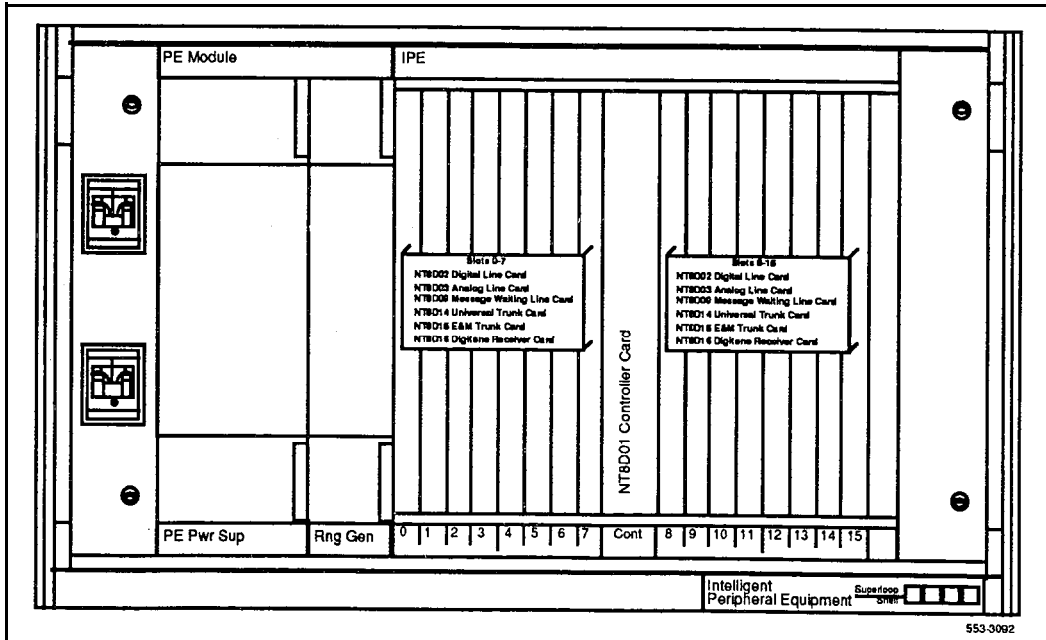 PE Module
IPE
Slots 0-7
NT8D02 Digital Line Card
NT8D03 Analog Line Card
NT8D09 Message Waiting Line Card
NT8D14 Universal Trunk Card
NT8D15 E&M Trunk Card
NT8D16 Digitone Receiver Card
NT8D01 Controller Card
Slots 8-15
NT8D02 Digital Line Card
NT8D03 Analog Line Card
NT8D09 Message Waiting Line Card
NT8D14 Universal Trunk Card
NT8D15 E&M Trunk Card
NT8D16 Digitone Receiver Card
PE Pwr Sup
Rng Gen
0 1 2 3 4 5 6 7 Cont 8 9 10 11 12 13 14 15
Intelligent
Peripheral Equipment
Superloop
Shelf
553-3092